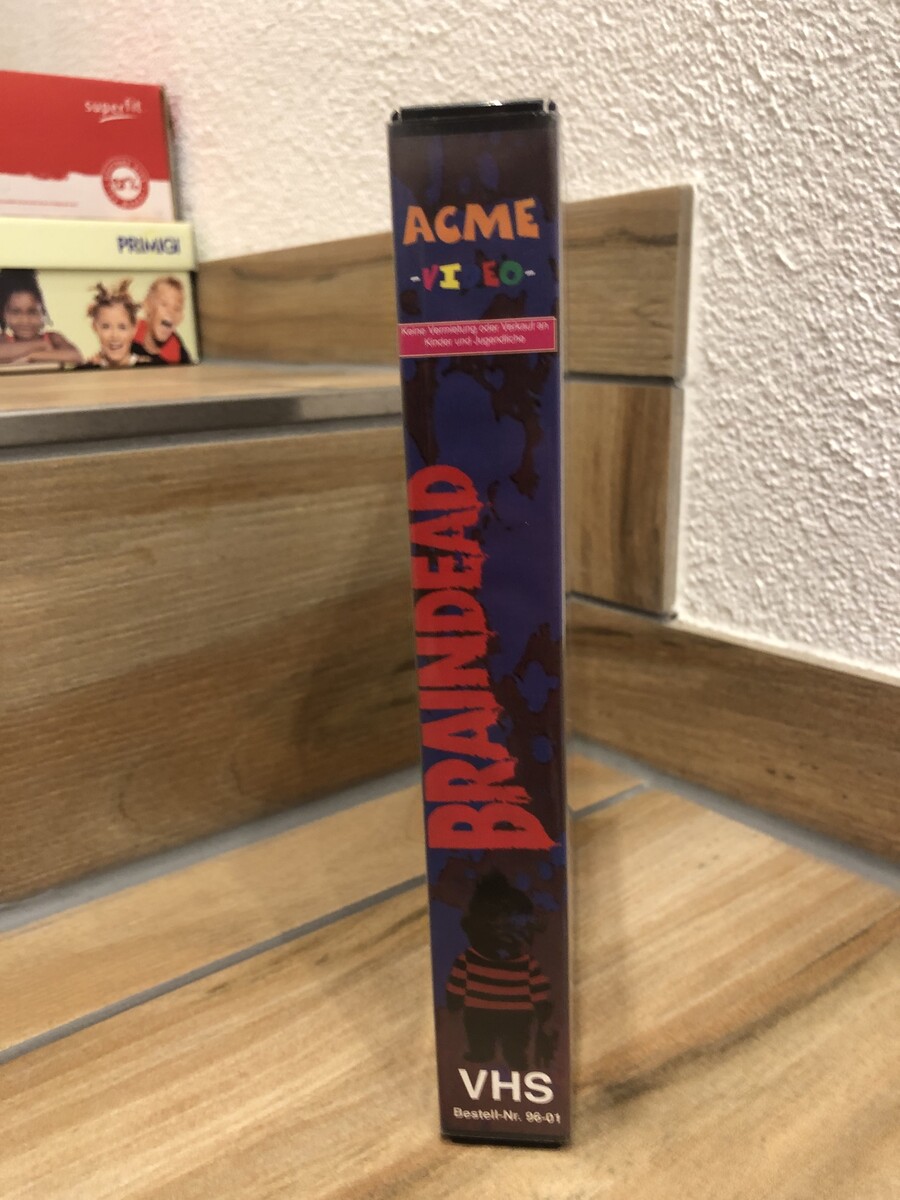 superfit
PRIMIGI
ACME
-VIDEO-
Keine Vermietung oder Verkauf an
Kinder und Jugendliche
BRAINDEAD
VHS
Bestell-Nr. 96-01